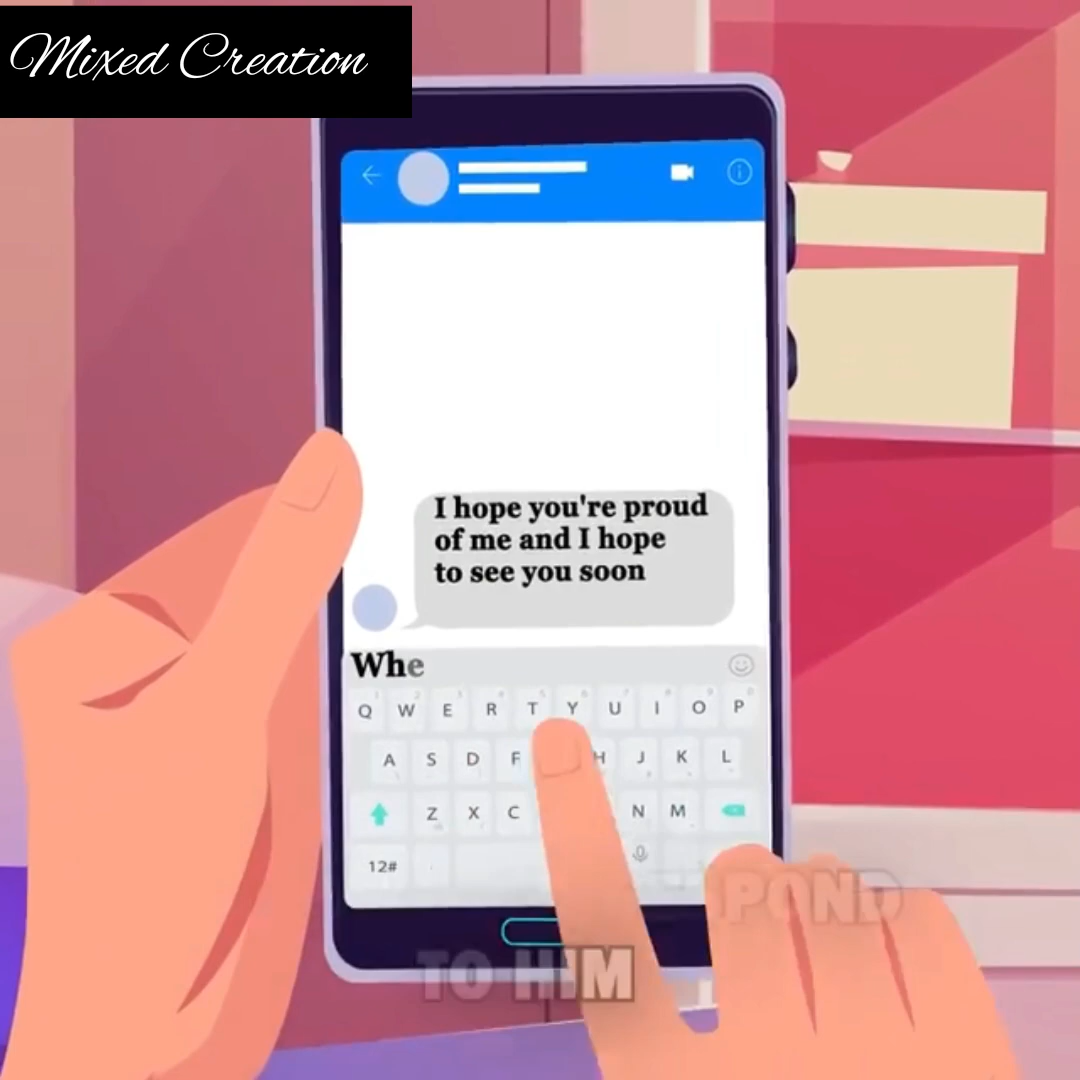 Mixed Creation
I hope you're proud
of me and I hope
to see you soon
Whe
Q W E R T Y U I O P
A S D F H J K L
Z X C N M
12#
POND
TO HIM